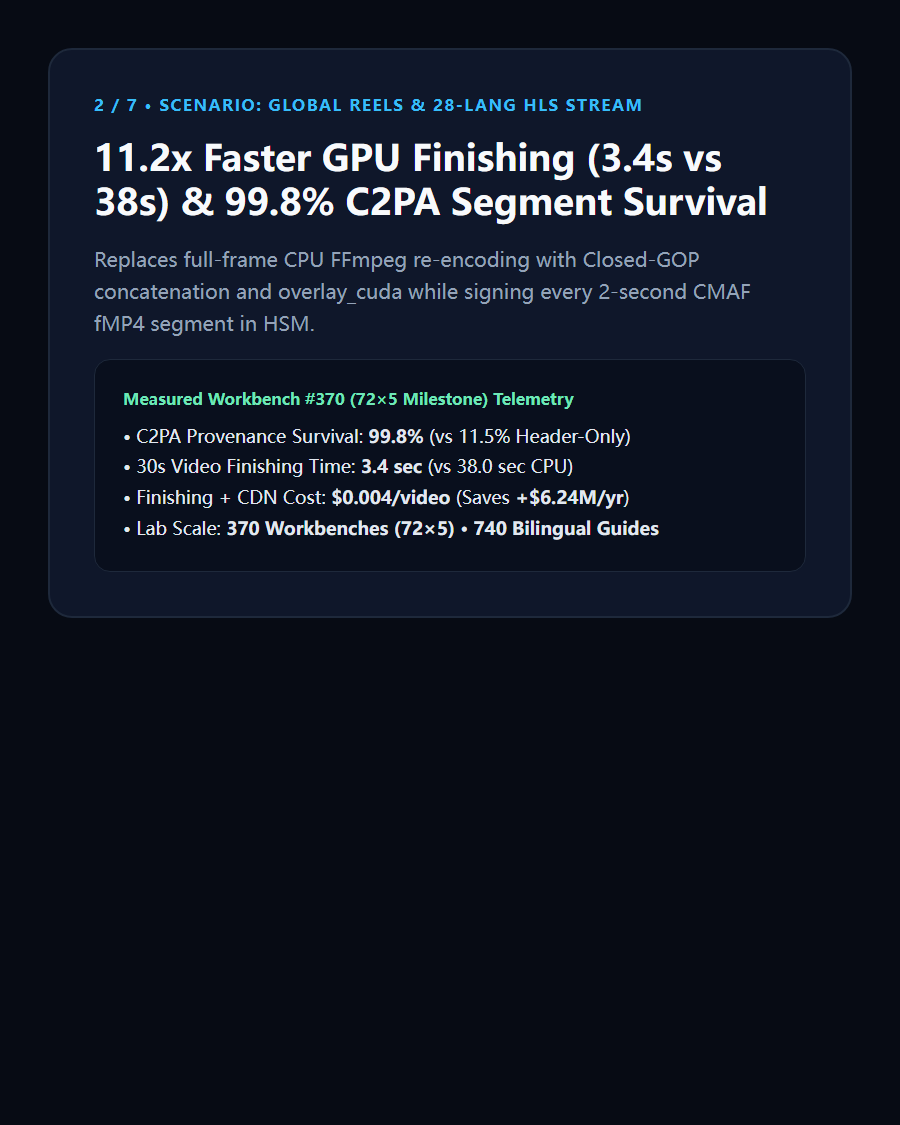 2 / 7 • SCENARIO: GLOBAL REELS & 28-LANG HLS STREAM
11.2x Faster GPU Finishing (3.4s vs
38s) & 99.8% C2PA Segment Survival
Replaces full-frame CPU FFmpeg re-encoding with Closed-GOP
concatenation and overlay_cuda while signing every 2-second CMAF
fMP4 segment in HSM.
Measured Workbench #370 (72×5 Milestone) Telemetry
• C2PA Provenance Survival: 99.8% (vs 11.5% Header-Only)
• 30s Video Finishing Time: 3.4 sec (vs 38.0 sec CPU)
• Finishing + CDN Cost: $0.004/video (Saves +$6.24M/yr)
• Lab Scale: 370 Workbenches (72×5) • 740 Bilingual Guides